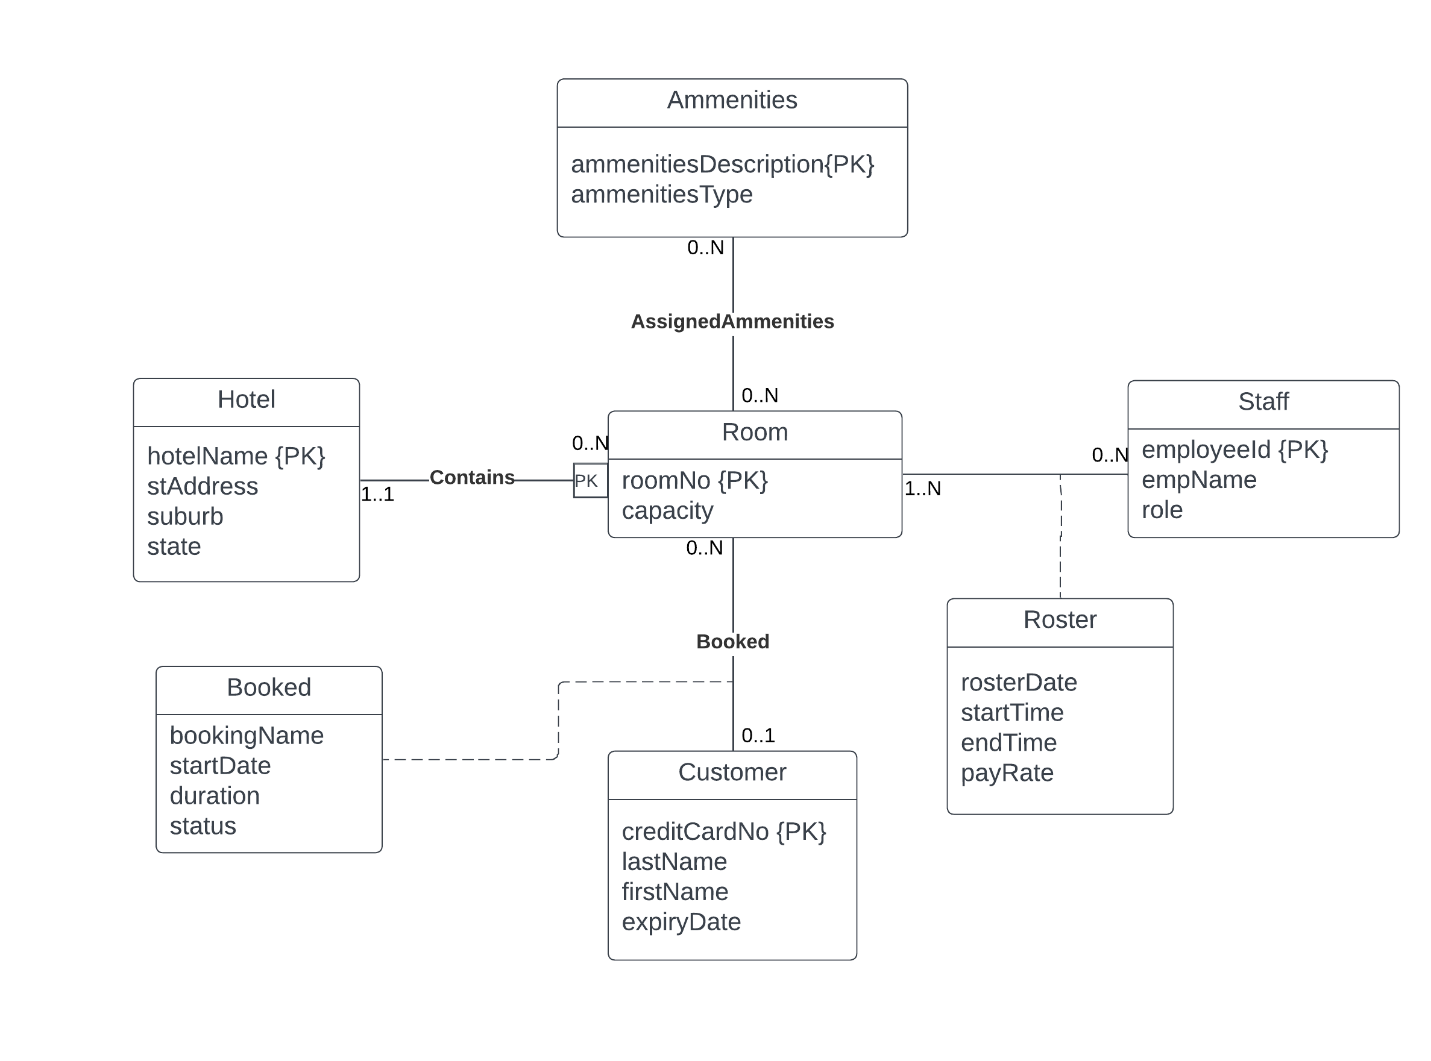 Ammenities
ammenitiesDescription{PK}
ammenitiesType
0..N
AssignedAmmenities
0..N
Hotel
hotelName {PK}
stAddress
suburb
state
1..1
Contains
0..N
PK
Room
roomNo {PK}
capacity
1..N
0..N
Staff
employeeId {PK}
empName
role
0..N
Booked
0..1
Roster
rosterDate
startTime
endTime
payRate
Booked
bookingName
startDate
duration
status
Customer
creditCardNo {PK}
lastName
firstName
expiryDate